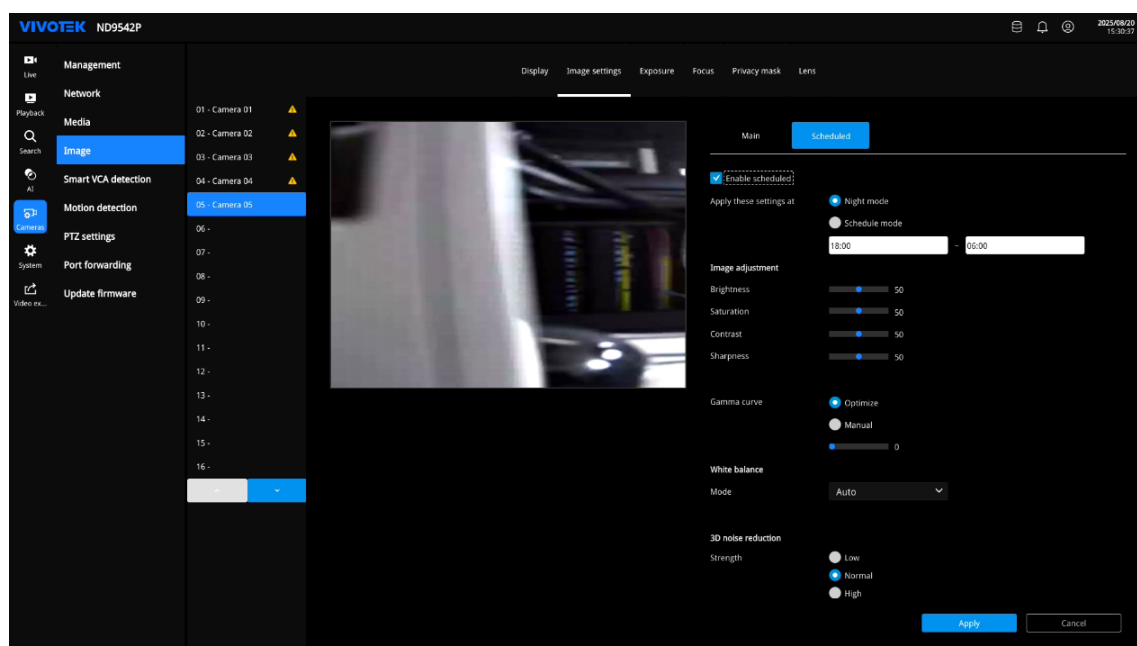 VIVOTEK ND9542P
2025/08/20
15:30:37
Live
Playback
Search
AI
Cameras
System
Video ex...
Management
Network
Media
Image
Smart VCA detection
Motion detection
PTZ settings
Port forwarding
Update firmware
01 - Camera 01
02 - Camera 02
03 - Camera 03
04 - Camera 04
05 - Camera 05
06 -
07 -
08 -
09 -
10 -
11 -
12 -
13 -
14 -
15 -
16 -
Display Image settings Exposure Focus Privacy mask Lens
Main Scheduled
Enable scheduled
Apply these settings at Night mode
Schedule mode
18:00 ~ 06:00
Image adjustment
Brightness 50
Saturation 50
Contrast 50
Sharpness 50
Gamma curve Optimize
Manual
0
White balance
Mode Auto
3D noise reduction
Strength Low
Normal
High
Apply Cancel